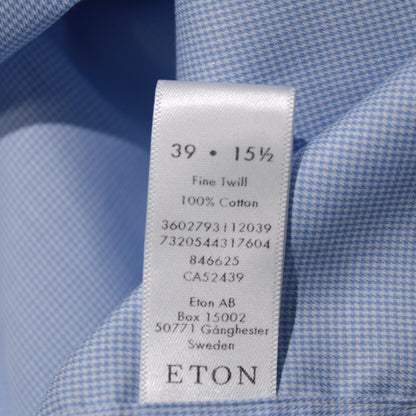 39 • 15½
Fine Twill
100% Cotton
3602793112039
7320544317604
846625
CA52439
Eton AB
Box 15002
50771 Gånghester
Sweden
ETON